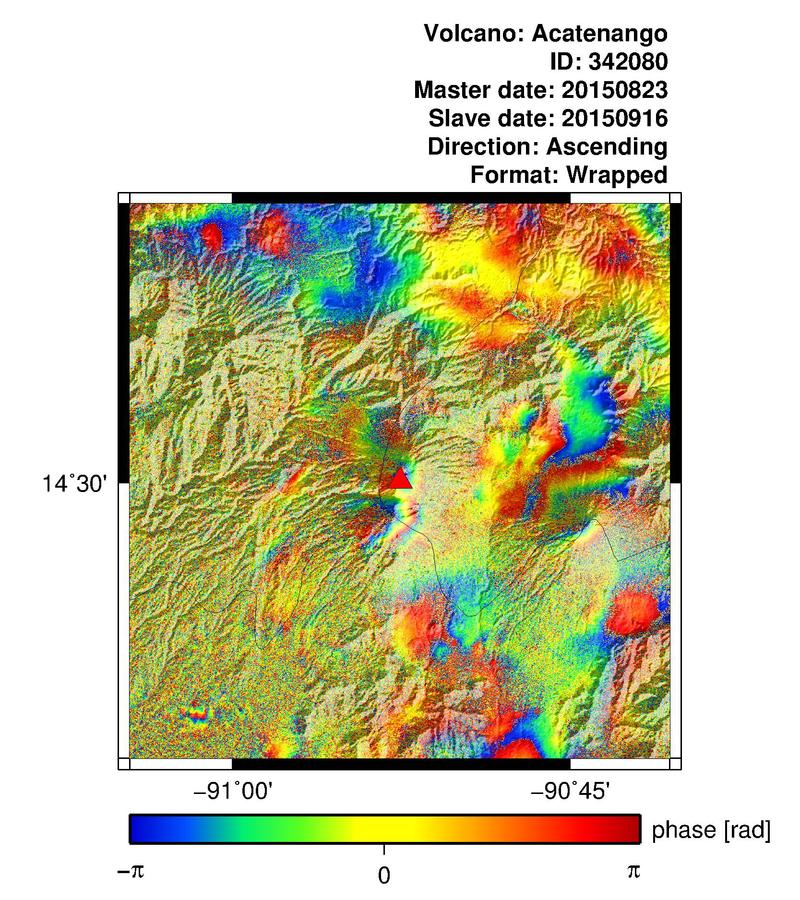 Volcano: Acatenango
ID: 342080
Master date: 20150823
Slave date: 20150916
Direction: Ascending
Format: Wrapped
14˚30'
−91˚00' −90˚45'
phase [rad]
−π 0 π